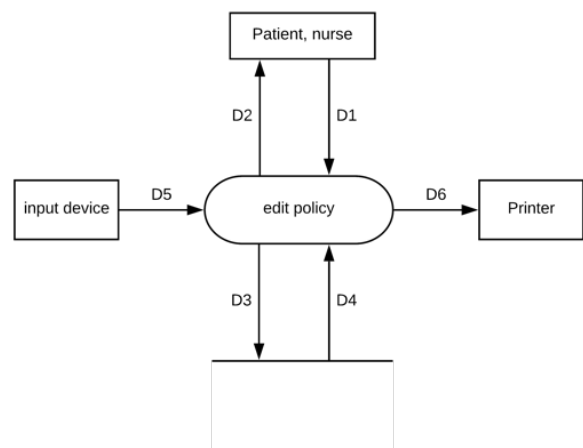 Patient, nurse
D2
D1
input device
D5
edit policy
D6
Printer
D3
D4